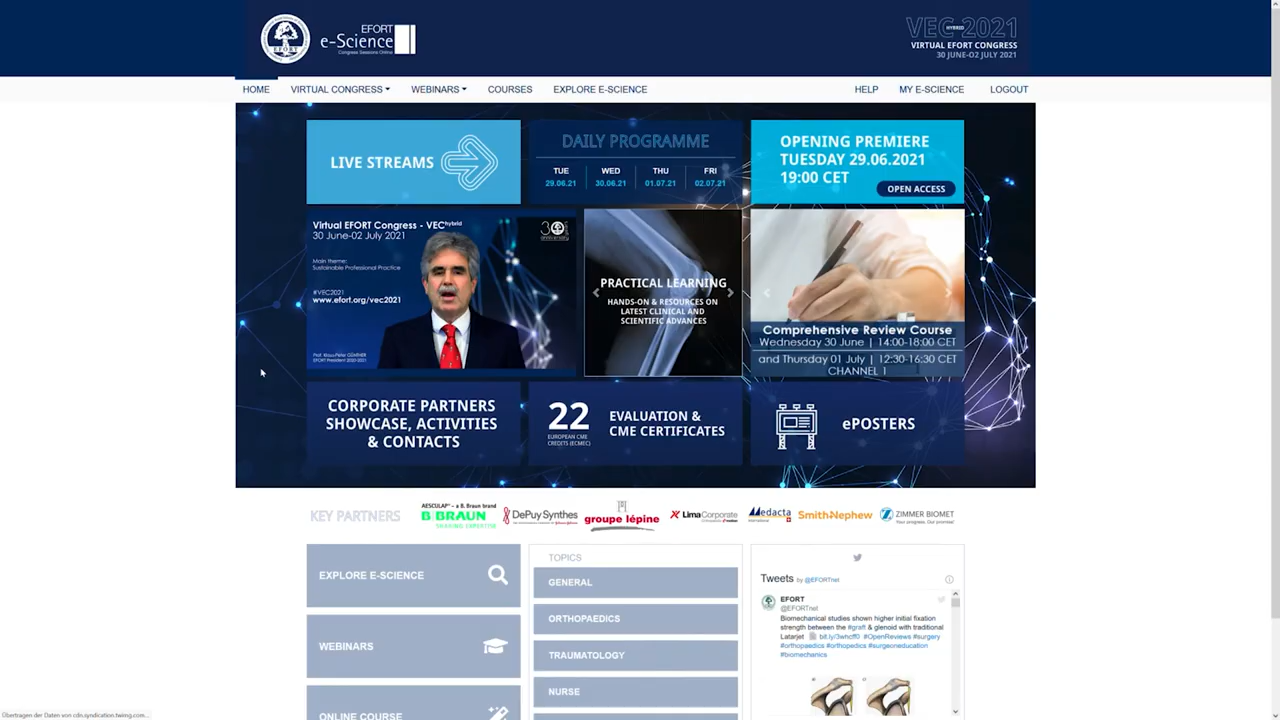 EFORT
EFORT
e-Science
Congress Sessions Online
VEC 2021
HYBRID
VIRTUAL EFORT CONGRESS
30 JUNE-02 JULY 2021
HOME
VIRTUAL CONGRESS
WEBINARS
COURSES
EXPLORE E-SCIENCE
HELP
MY E-SCIENCE
LOGOUT
LIVE STREAMS
DAILY PROGRAMME
TUE WED THU FRI
29.06.21 30.06.21 01.07.21 02.07.21
OPENING PREMIERE
TUESDAY 29.06.2021
19:00 CET
OPEN ACCESS
Virtual EFORT Congress - VEChybrid
30 June-02 July 2021
Main theme:
Sustainable Professional Practice
#VEC2021
www.efort.org/vec2021
Prof. Klaus-Peter GÜNTHER
EFORT President 2020-2021
30
anniversary
PRACTICAL LEARNING
HANDS-ON & RESOURCES ON
LATEST CLINICAL AND
SCIENTIFIC ADVANCES
Comprehensive Review Course
Wednesday 30 June | 14:00-18:00 CET
and Thursday 01 July | 12:30-16:30 CET
CHANNEL 1
CORPORATE PARTNERS
SHOWCASE, ACTIVITIES
& CONTACTS
22
EUROPEAN CME
CREDITS (ECMEC)
EVALUATION &
CME CERTIFICATES
ePOSTERS
KEY PARTNERS
AESCULAP® – a B. Braun brand
B BRAUN
SHARING EXPERTISE
DePuy Synthes
groupe lépine
LimaCorporate
Medacta
International
Smith+Nephew
ZIMMER BIOMET
Your progress. Our promise.®
EXPLORE E-SCIENCE
WEBINARS
ONLINE COURSE
TOPICS
GENERAL
ORTHOPAEDICS
TRAUMATOLOGY
NURSE
Tweets by @EFORTnet
EFORT
@EFORTnet
Biomechanical studies shown higher initial fixation
strength between the #graft & glenoid with traditional
Latarjet bit.ly/3whcff0 #OpenReviews #surgery
#orthopaedics #orthopedics #surgeoneducation
#biomechanics
Übertragen der Daten von cdn.syndication.twimg.com...